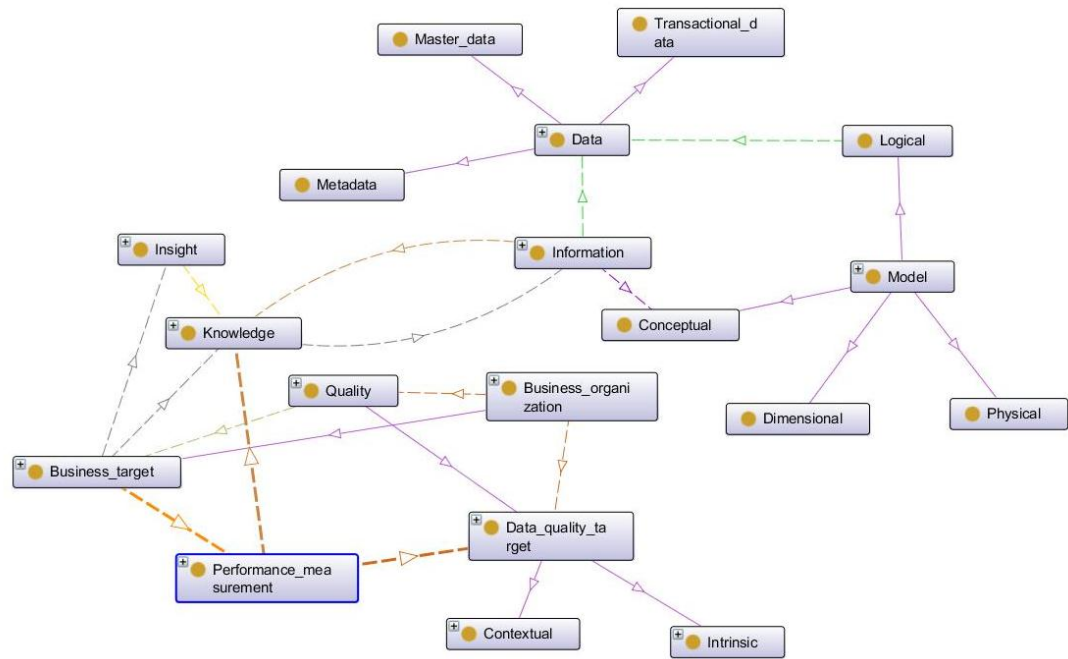 Master_data
Transactional_d
ata
Data
Logical
Metadata
Insight
Information
Model
Knowledge
Conceptual
Quality
Business_organi
zation
Dimensional
Physical
Business_target
Data_quality_ta
rget
Performance_mea
surement
Contextual
Intrinsic